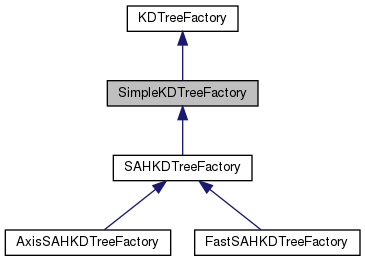 KDTreeFactory
SimpleKDTreeFactory
SAHKDTreeFactory
AxisSAHKDTreeFactory
FastSAHKDTreeFactory